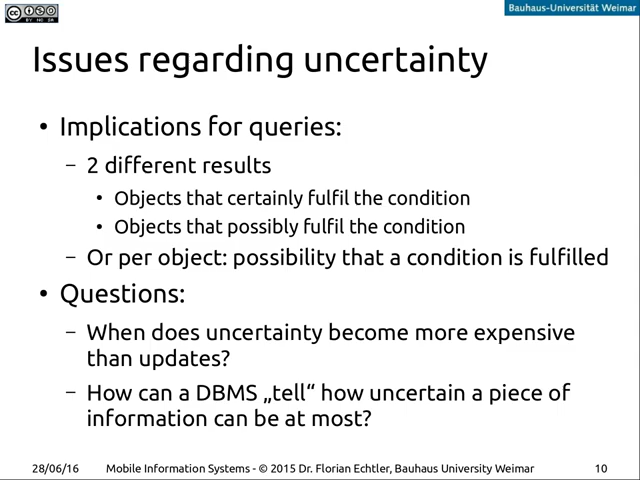 Bauhaus-Universität Weimar
Issues regarding uncertainty
• Implications for queries:
– 2 different results
• Objects that certainly fulfil the condition
• Objects that possibly fulfil the condition
– Or per object: possibility that a condition is fulfilled
• Questions:
– When does uncertainty become more expensive
than updates?
– How can a DBMS „tell“ how uncertain a piece of
information can be at most?
28/06/16 Mobile Information Systems - © 2015 Dr. Florian Echtler, Bauhaus University Weimar 10